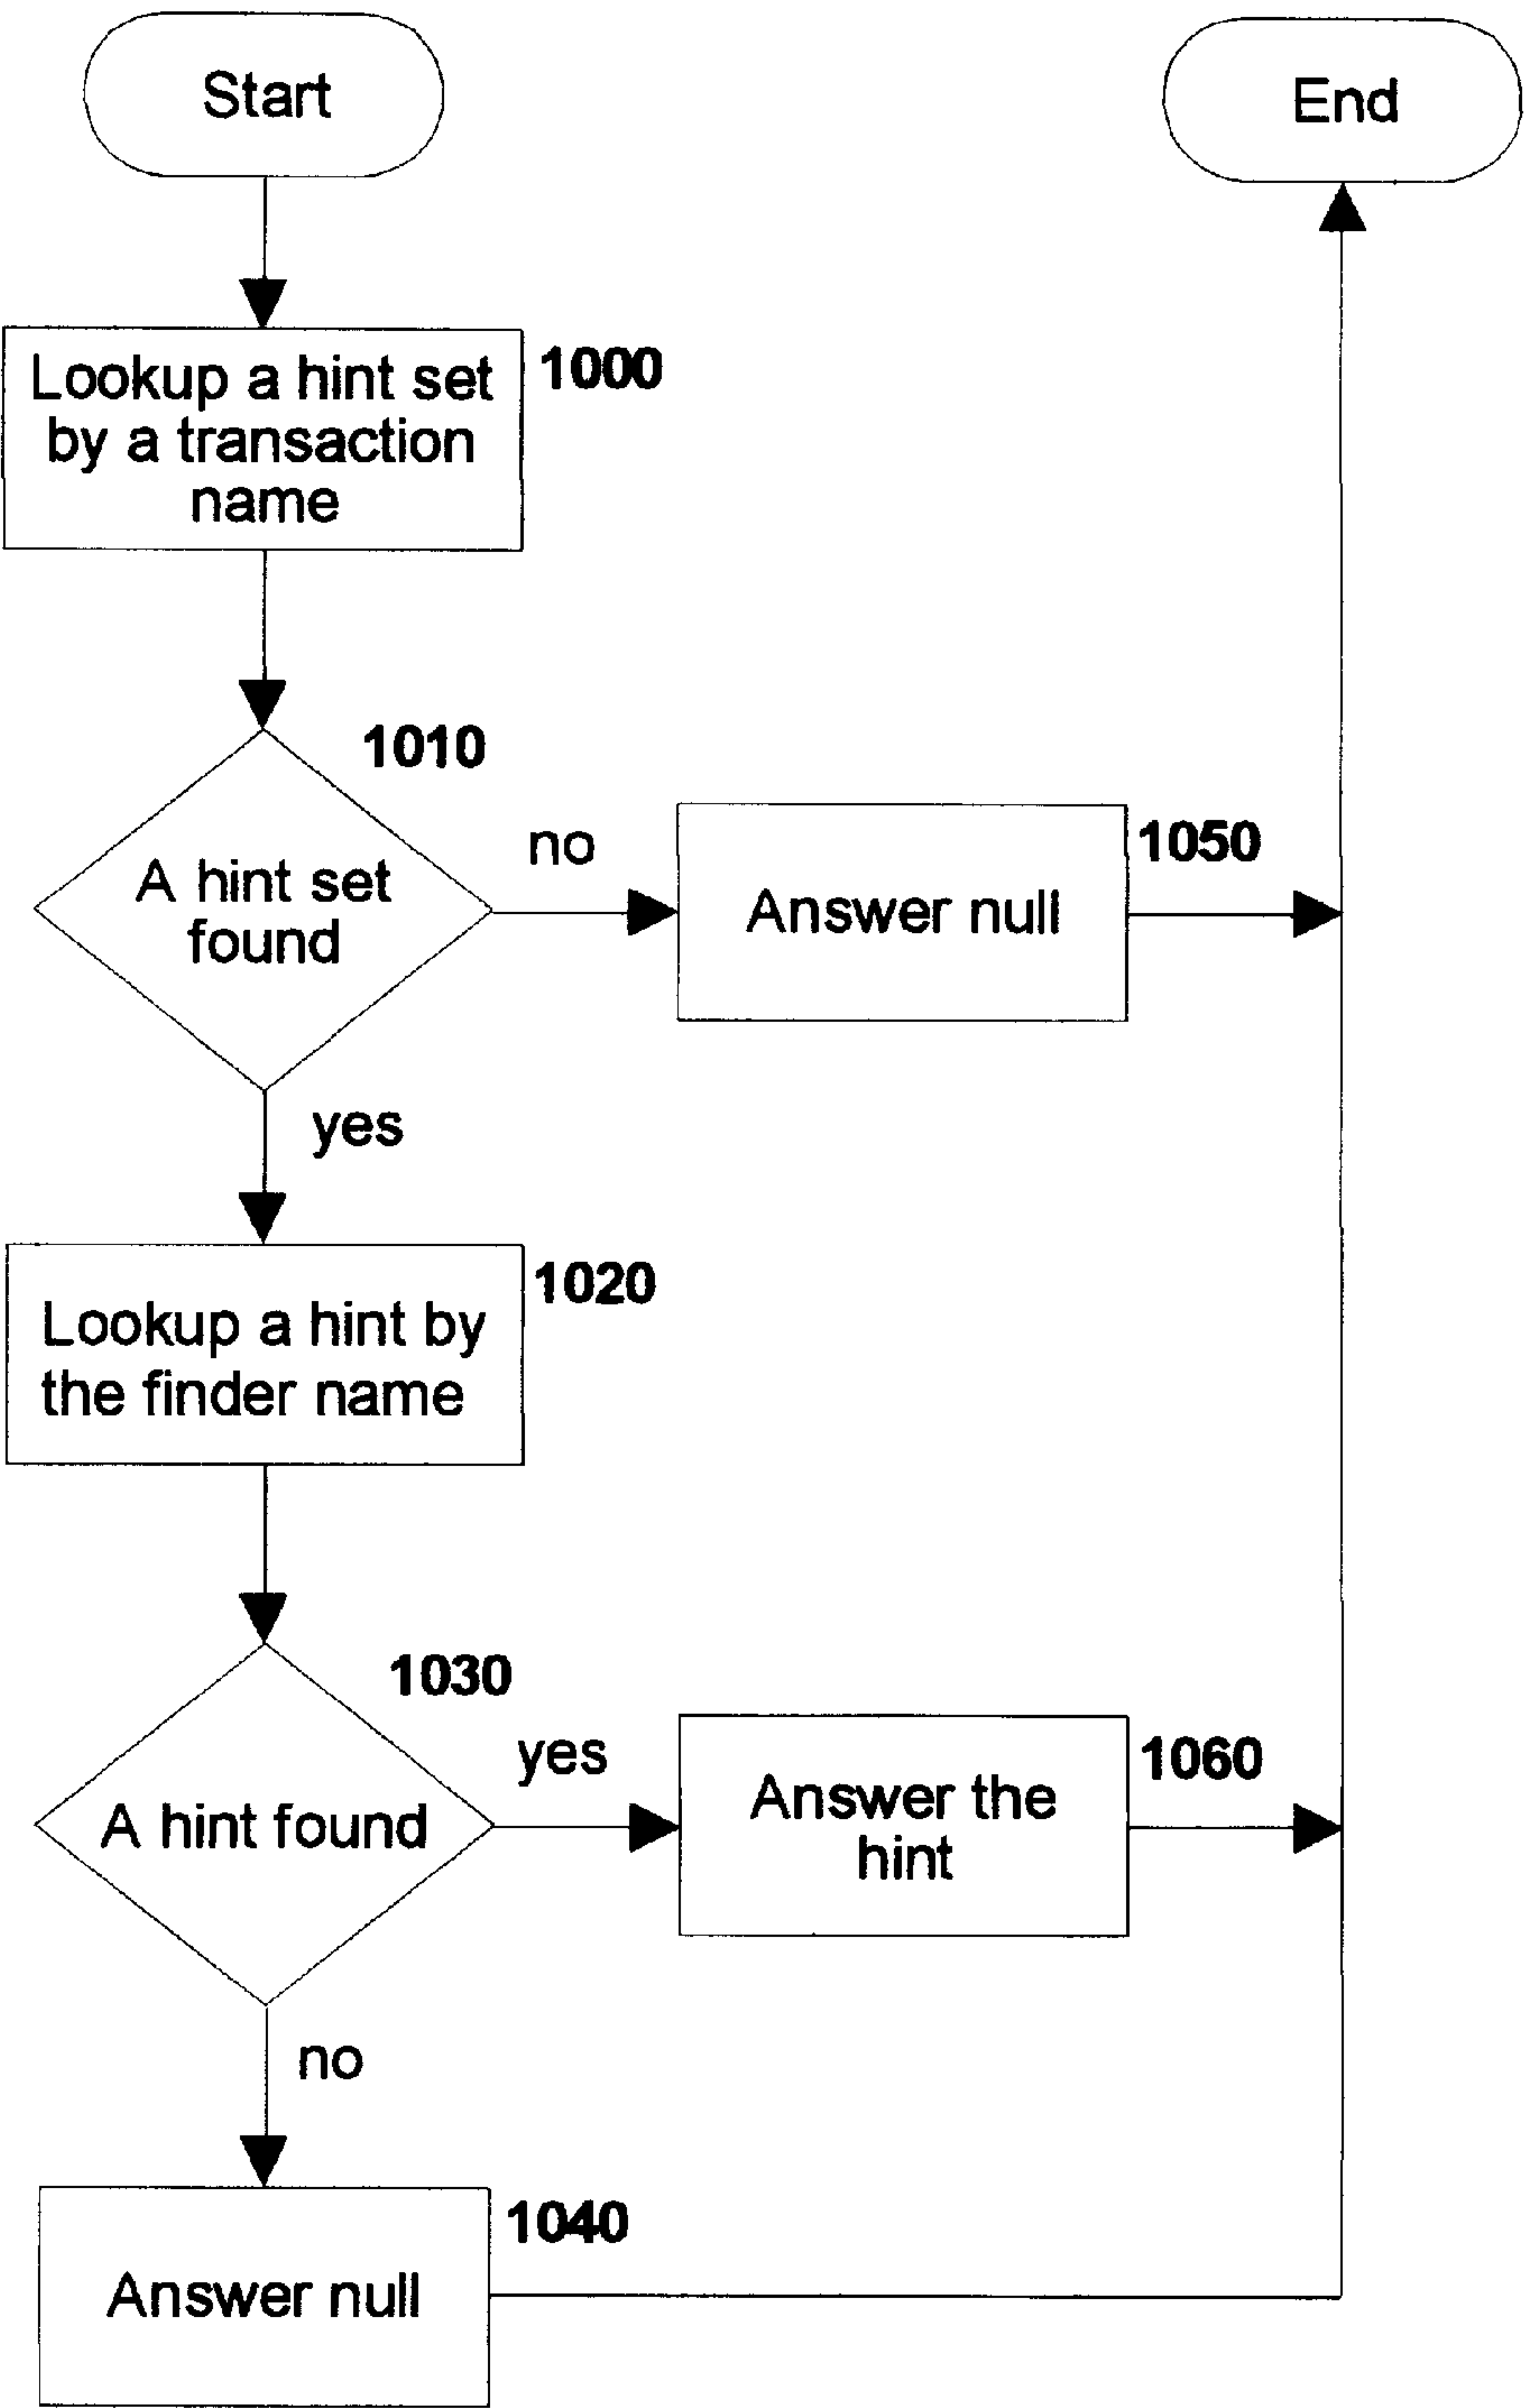 Start
End
Lookup a hint set
by a transaction
name
1000
1010
A hint set
found
no
Answer null
1050
yes
Lookup a hint by
the finder name
1020
1030
A hint found
yes
Answer the
hint
1060
no
Answer null
1040